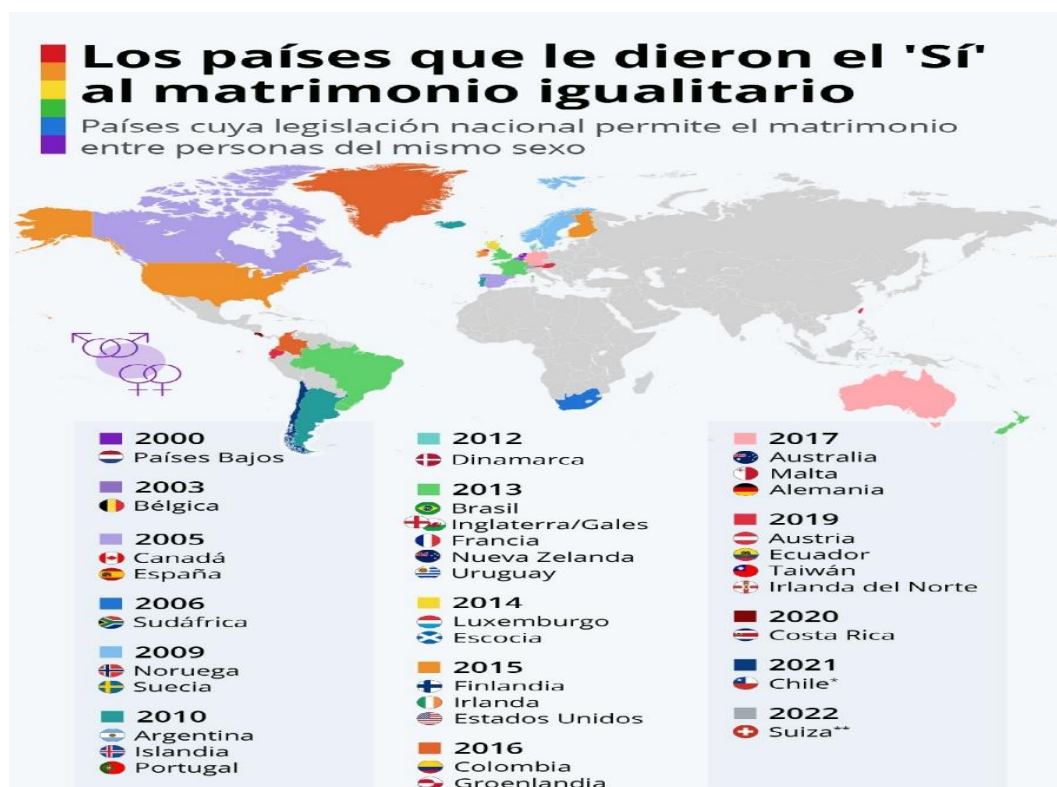 Los países que le dieron el 'Sí'
al matrimonio igualitario
Países cuya legislación nacional permite el matrimonio
entre personas del mismo sexo
2000
Países Bajos
2003
Bélgica
2005
Canadá
España
2006
Sudáfrica
2009
Noruega
Suecia
2010
Argentina
Islandia
Portugal
2012
Dinamarca
2013
Brasil
Inglaterra/Gales
Francia
Nueva Zelanda
Uruguay
2014
Luxemburgo
Escocia
2015
Finlandia
Irlanda
Estados Unidos
2016
Colombia
Groenlandia
2017
Australia
Malta
Alemania
2019
Austria
Ecuador
Taiwán
Irlanda del Norte
2020
Costa Rica
2021
Chile*
2022
Suiza**